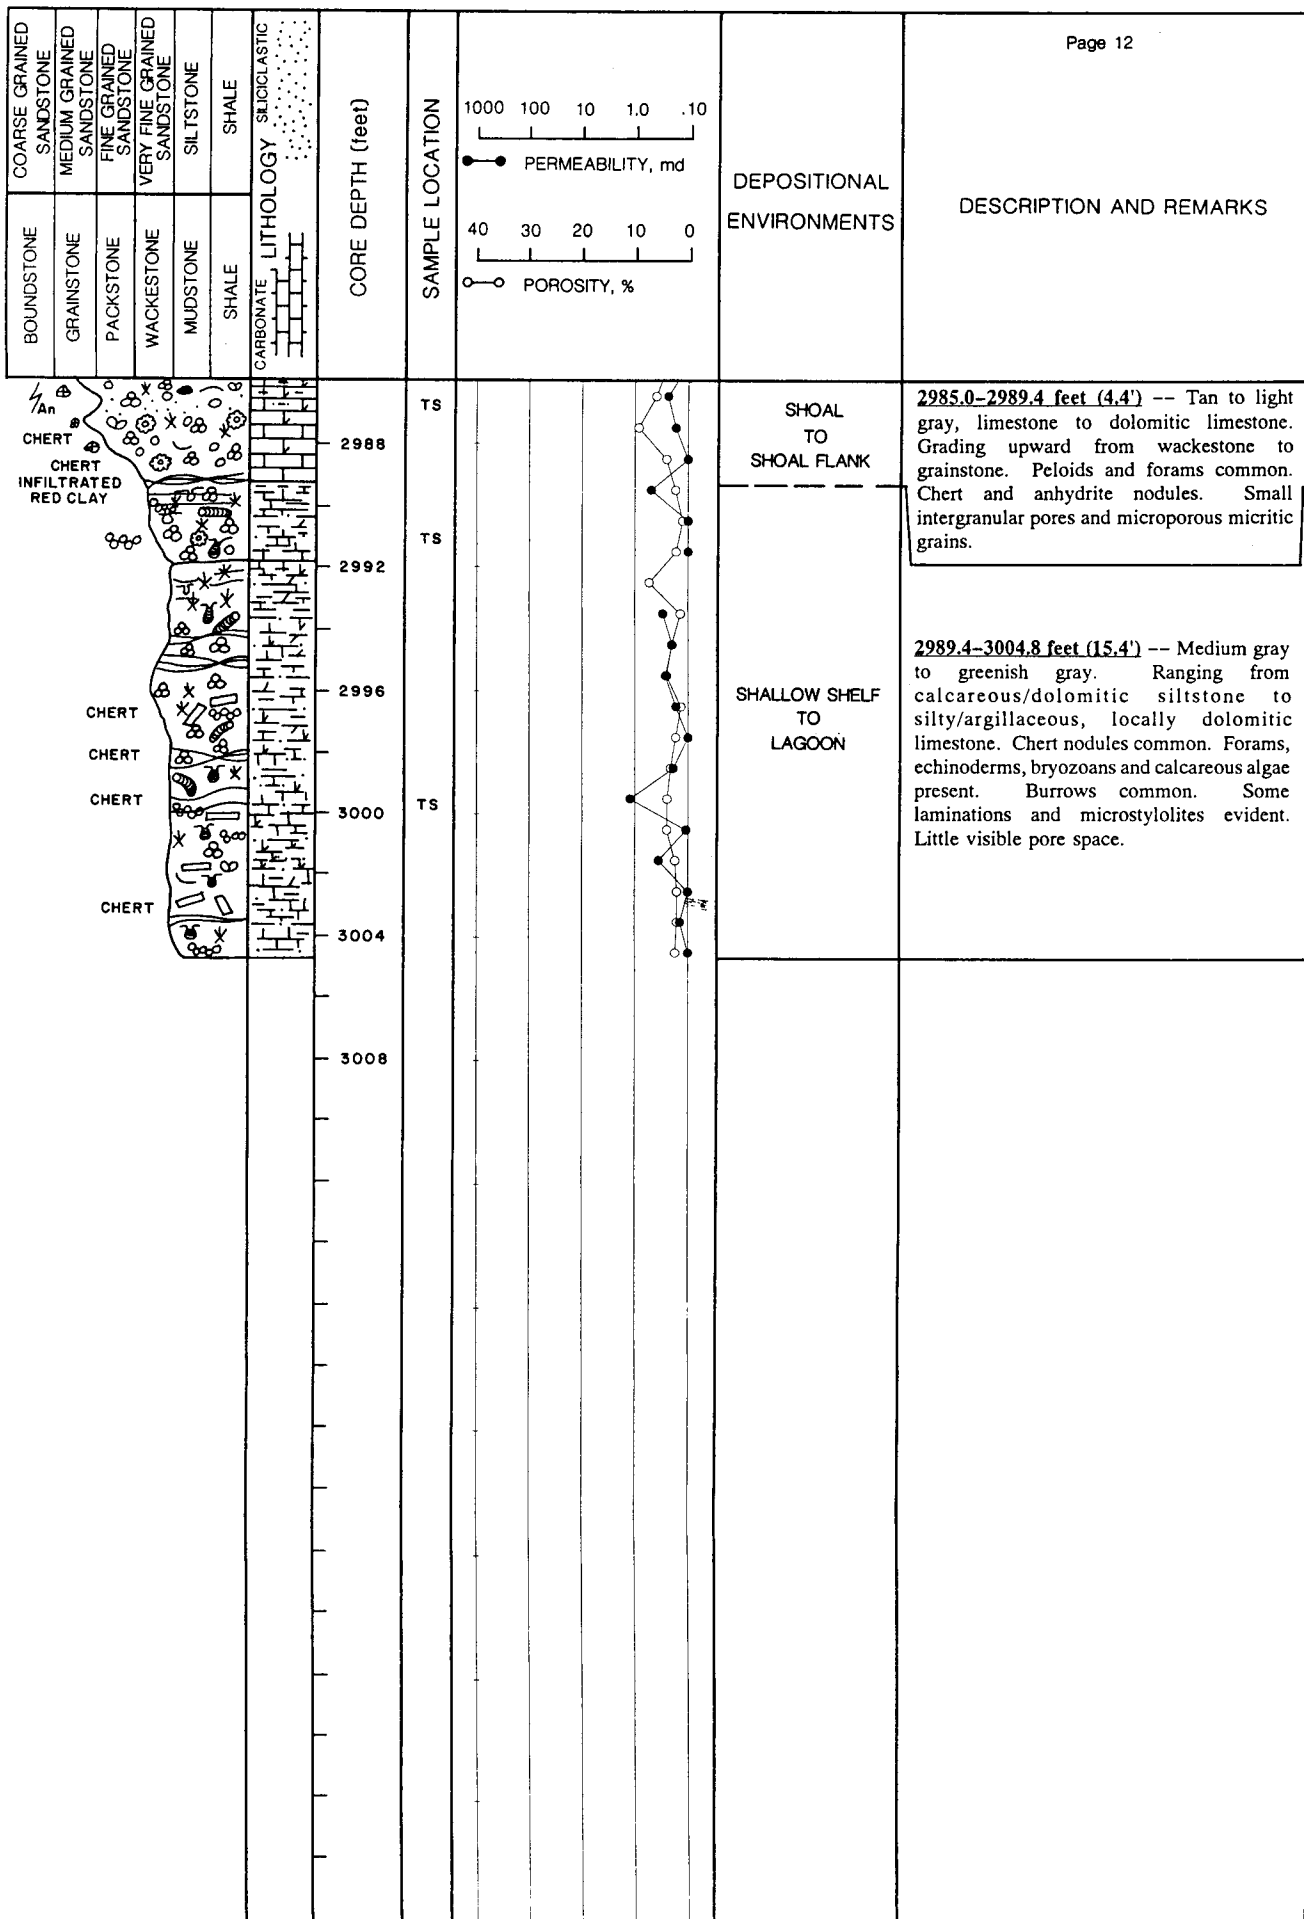 Page 12
COARSE GRAINED
SANDSTONE
MEDIUM GRAINED
SANDSTONE
FINE GRAINED
SANDSTONE
VERY FINE GRAINED
SANDSTONE
SILTSTONE
SHALE
BOUNDSTONE
GRAINSTONE
PACKSTONE
WACKESTONE
MUDSTONE
SHALE
LITHOLOGY
SILICICLASTIC
CARBONATE
CORE DEPTH (feet)
SAMPLE LOCATION
1000 100 10 1.0 .10
PERMEABILITY, md
40 30 20 10 0
POROSITY, %
DEPOSITIONAL
ENVIRONMENTS
DESCRIPTION AND REMARKS
An
CHERT
CHERT
INFILTRATED
RED CLAY
CHERT
CHERT
CHERT
CHERT
2988
2992
2996
3000
3004
3008
TS
TS
TS
SHOAL
TO
SHOAL FLANK
SHALLOW SHELF
TO
LAGOON
2985.0–2989.4 feet (4.4') -- Tan to light
gray, limestone to dolomitic limestone.
Grading upward from wackestone to
grainstone. Peloids and forams common.
Chert and anhydrite nodules. Small
intergranular pores and microporous micritic
grains.
2989.4–3004.8 feet (15.4') -- Medium gray
to greenish gray. Ranging from
calcareous/dolomitic siltstone to
silty/argillaceous, locally dolomitic
limestone. Chert nodules common. Forams,
echinoderms, bryozoans and calcareous algae
present. Burrows common. Some
laminations and microstylolites evident.
Little visible pore space.